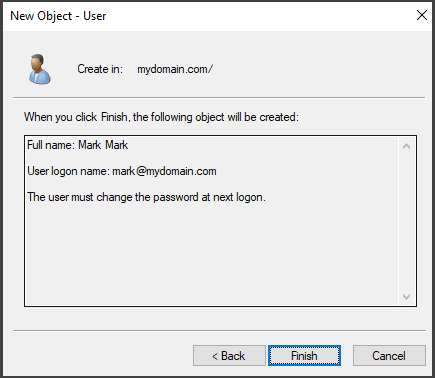 New Object - User
Create in: mydomain.com/
When you click Finish, the following object will be created:
Full name: Mark Mark
User logon name: mark@mydomain.com
The user must change the password at next logon.
< Back Finish Cancel